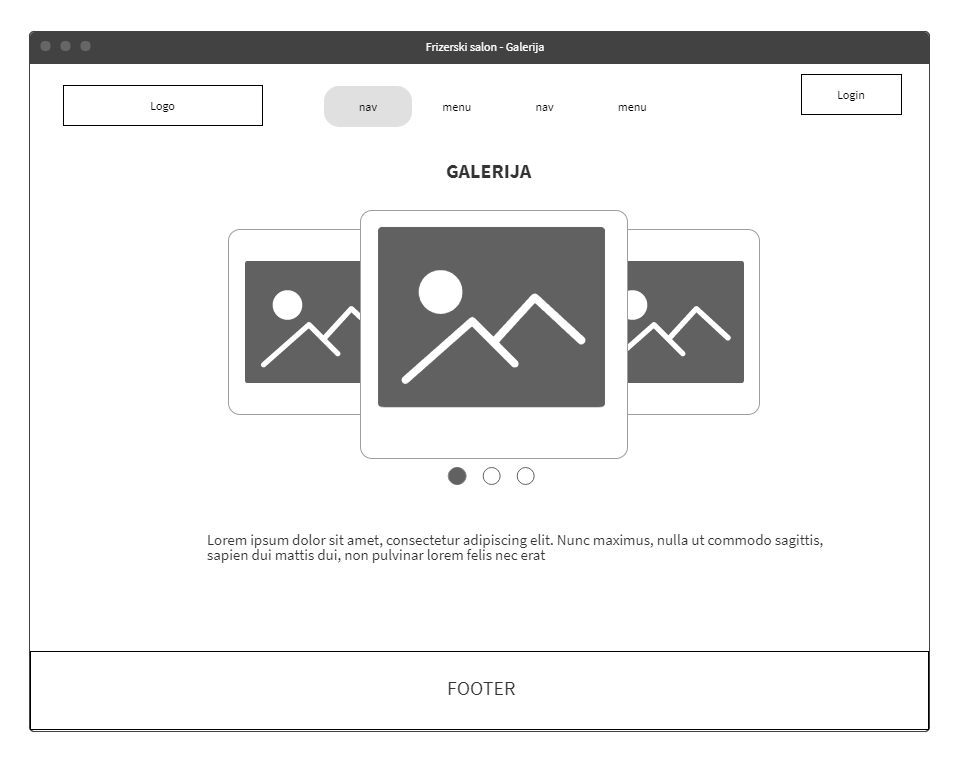 Frizerski salon - Galerija
Logo
nav
menu
nav
menu
Login
GALERIJA
Lorem ipsum dolor sit amet, consectetur adipiscing elit. Nunc maximus, nulla ut commodo sagittis,
sapien dui mattis dui, non pulvinar lorem felis nec erat
FOOTER